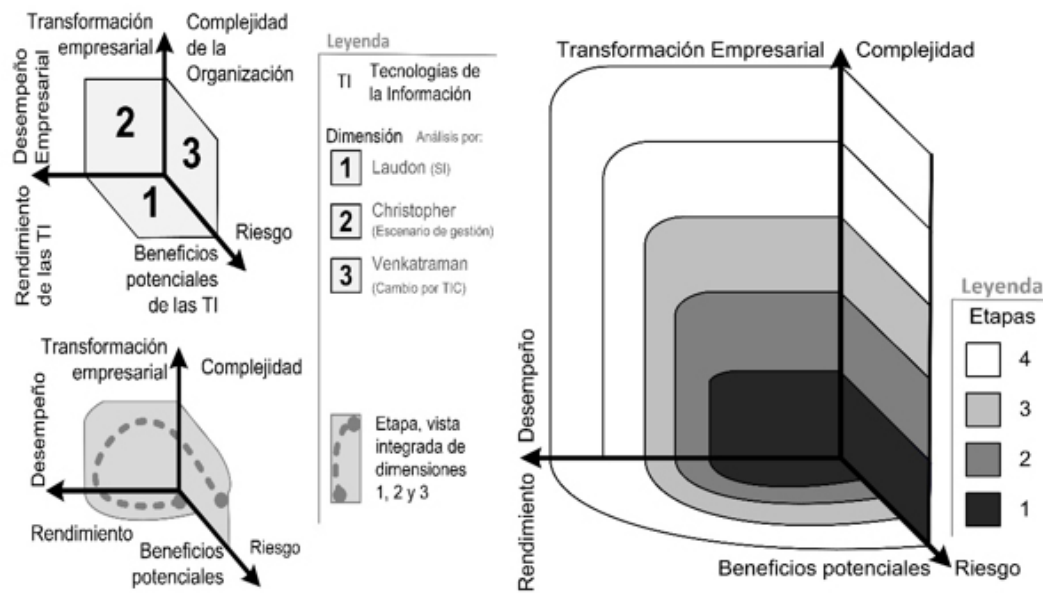 Transformación
empresarial
Complejidad
de la
Organización
Desempeño
Empresarial
2
3
1
Rendimiento
de las TI
Riesgo
Beneficios
potenciales
de las TI
Leyenda
TI
Tecnologías de
la Información
Dimensión Análisis por:
1 Laudon (SI)
2 Christopher
(Escenario de gestión)
3 Venkatraman
(Cambio por TIC)
Transformación
empresarial
Complejidad
Desempeño
Rendimiento
Beneficios
potenciales
Riesgo
Etapa, vista
integrada de
dimensiones
1, 2 y 3
Transformación Empresarial
Complejidad
Desempeño
Rendimiento
Beneficios potenciales
Riesgo
Leyenda
Etapas
4
3
2
1